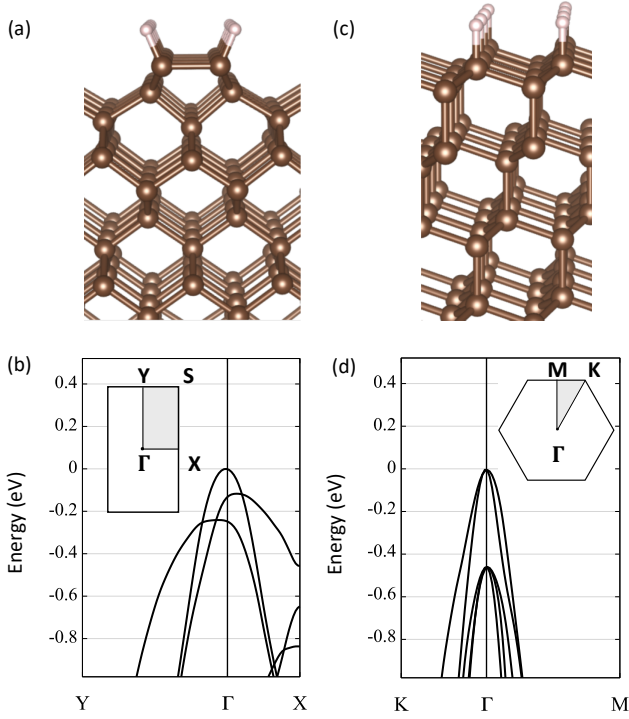 (a)
(c)
(b)
Energy (eV)
0.4
0.2
0
-0.2
-0.4
-0.6
-0.8
Y S
Γ X
Y Γ X
(d)
Energy (eV)
0.4
0.2
0
-0.2
-0.4
-0.6
-0.8
M K
Γ
K Γ M